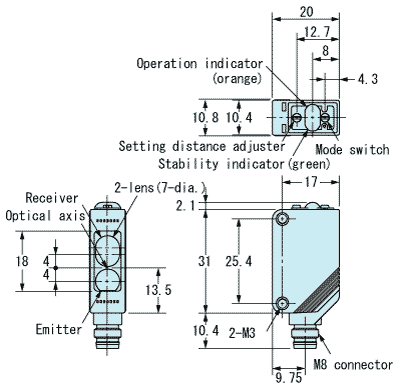 20
12.7
8
Operation indicator
(orange)
4.3
10.8
10.4
Setting distance adjuster
Mode switch
Stability indicator(green)
Receiver
2-lens(7-dia.)
Optical axis
17
2.1
18
4
4
31
25.4
13.5
Emitter
10.4
2-M3
M8 connector
9.75